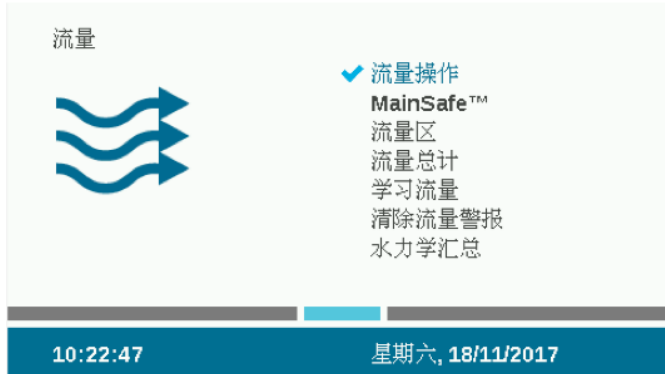 流量
流量操作
MainSafe™
流量区
流量总计
学习流量
清除流量警报
水力学汇总
10:22:47
星期六, 18/11/2017